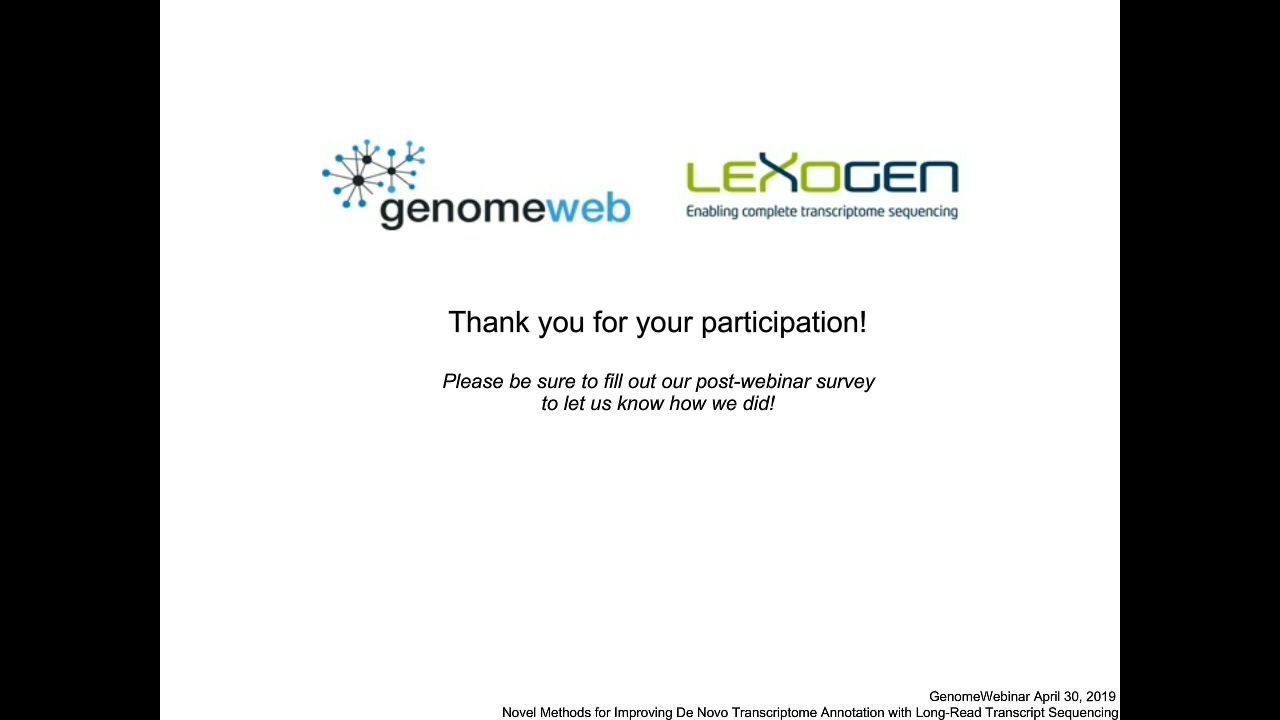 genomeweb
LEXOGEN
Enabling complete transcriptome sequencing
Thank you for your participation!
Please be sure to fill out our post-webinar survey
to let us know how we did!
GenomeWebinar April 30, 2019
Novel Methods for Improving De Novo Transcriptome Annotation with Long-Read Transcript Sequencing